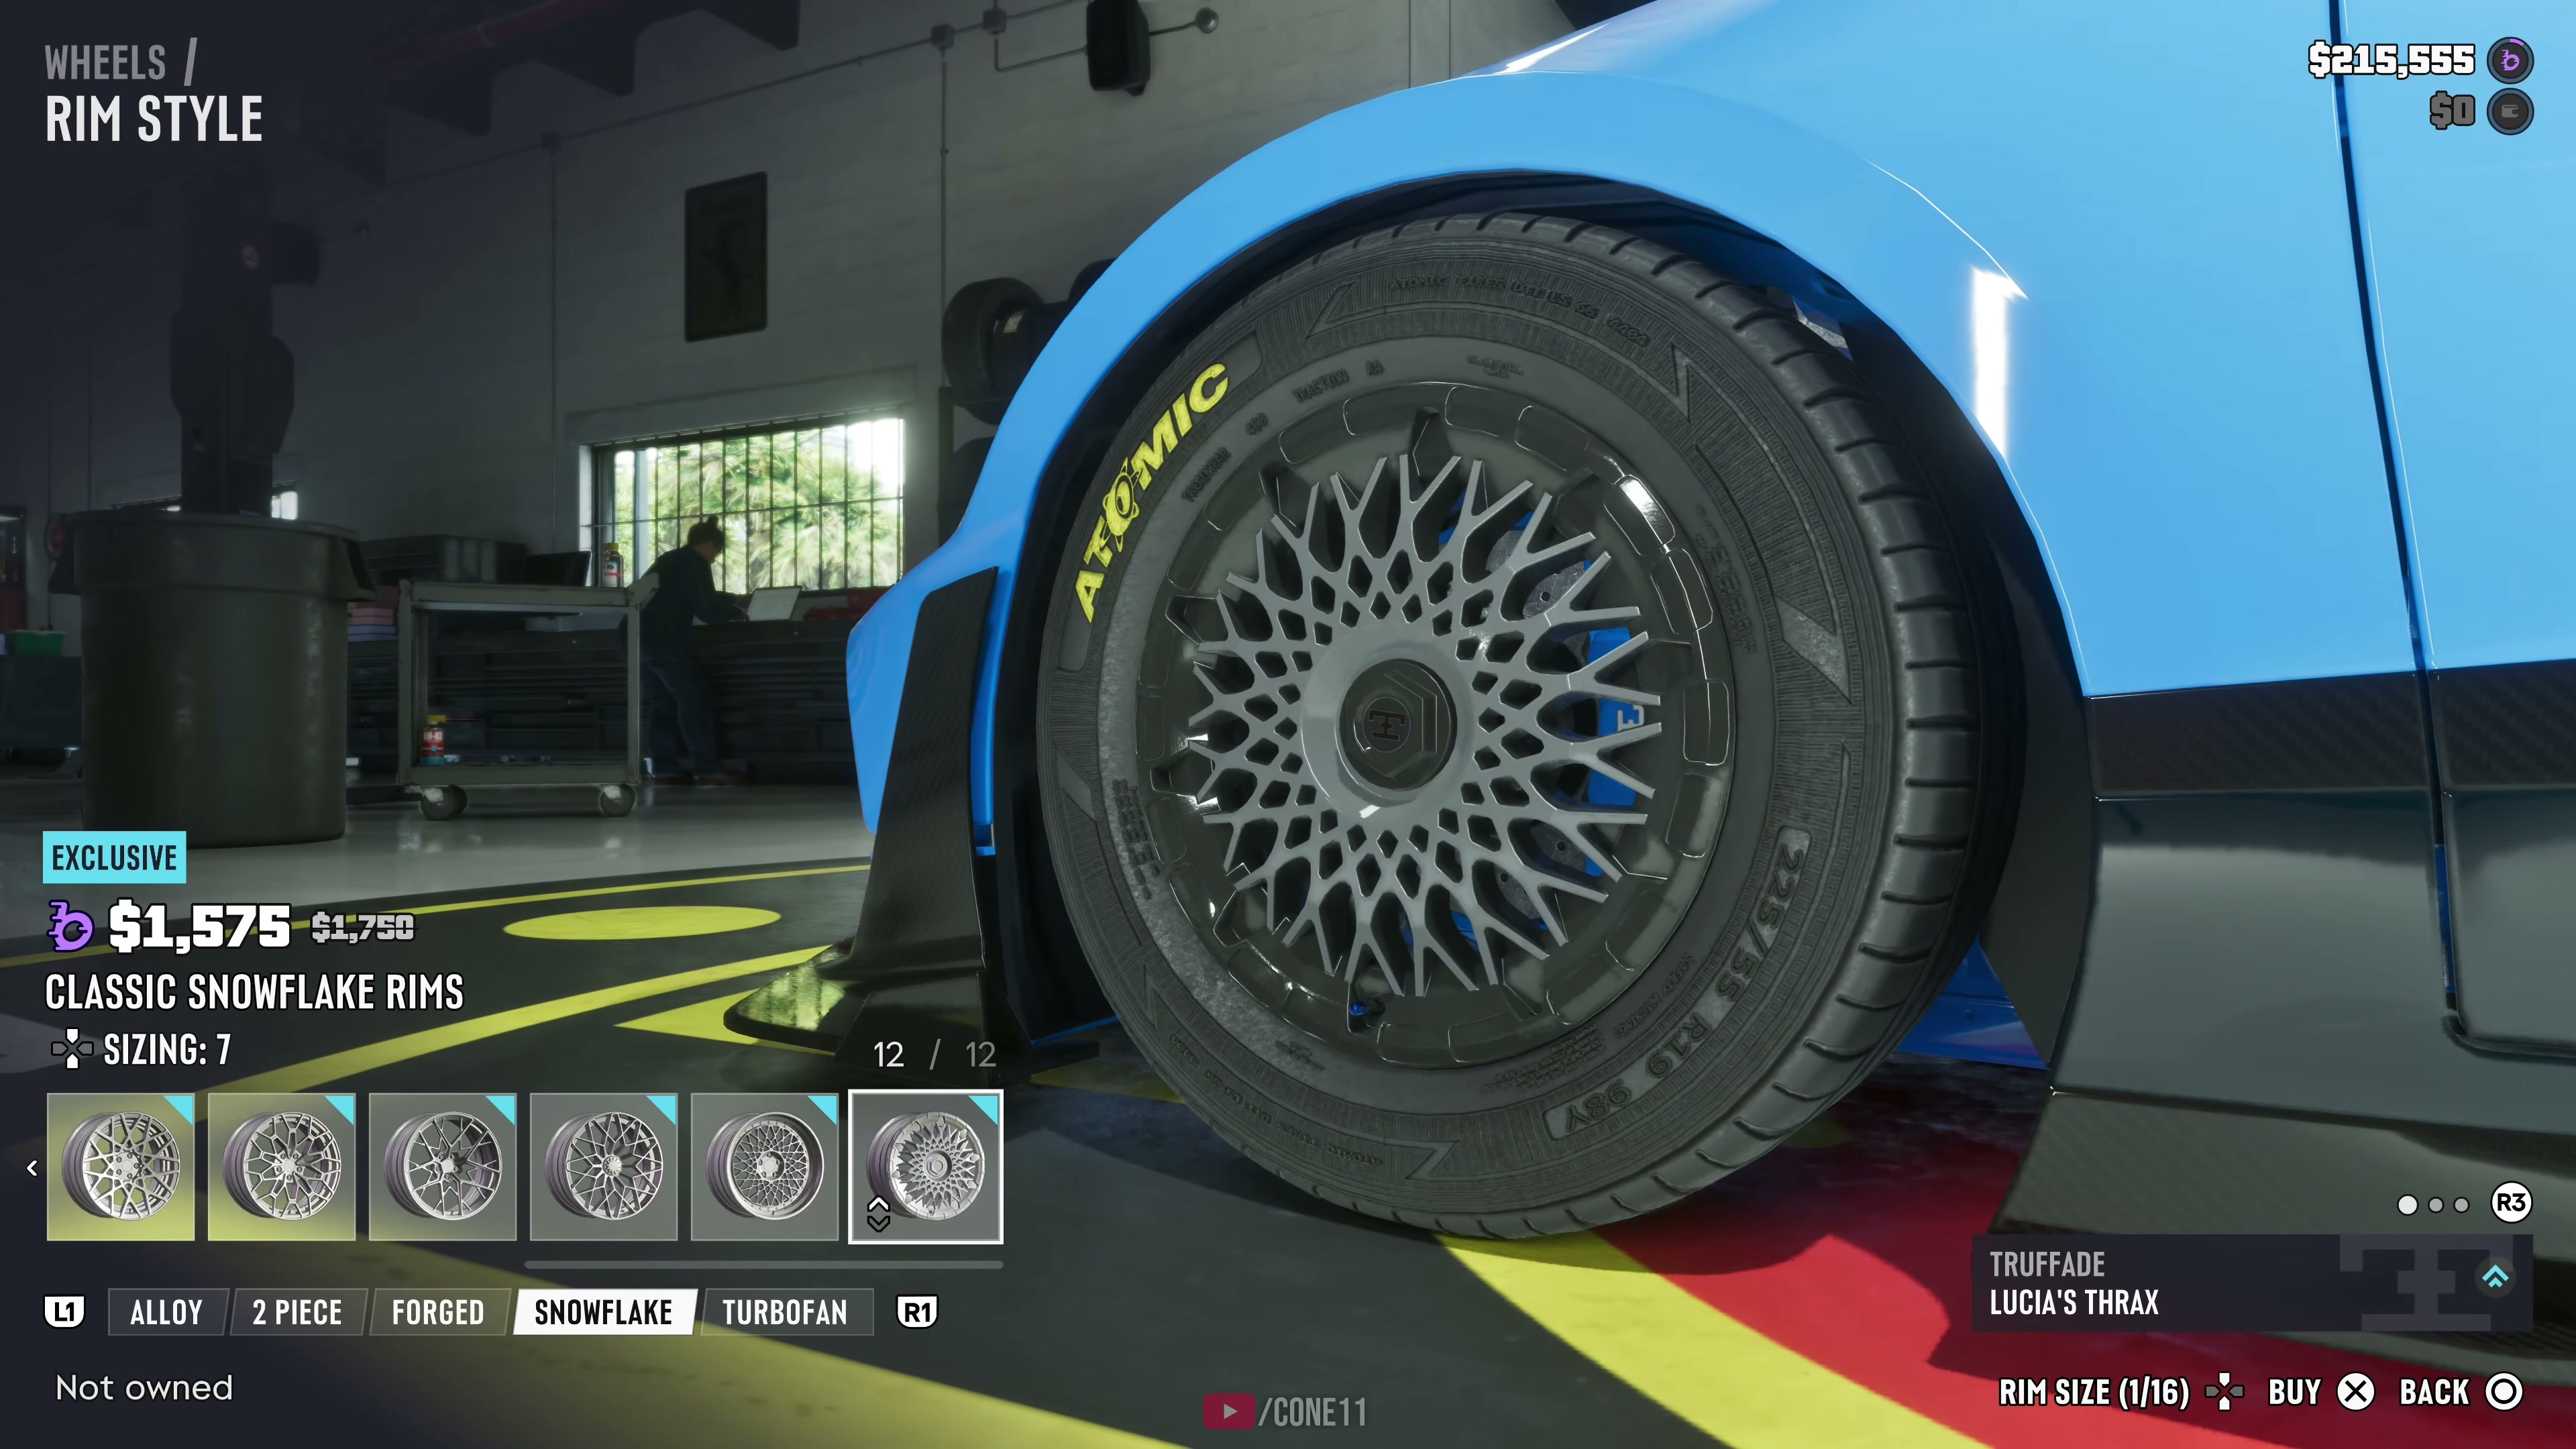 WHEELS /
RIM STYLE
$215,555
$0
ATOMIC
TRACTION AA
225/55 R19 98Y
EXCLUSIVE
$1,575 $1,750
CLASSIC SNOWFLAKE RIMS
SIZING: 7
12 / 12
L1 ALLOY 2 PIECE FORGED SNOWFLAKE TURBOFAN R1
Not owned
R3
TRUFFADE
LUCIA'S THRAX
RIM SIZE (1/16) BUY BACK
/CONE11